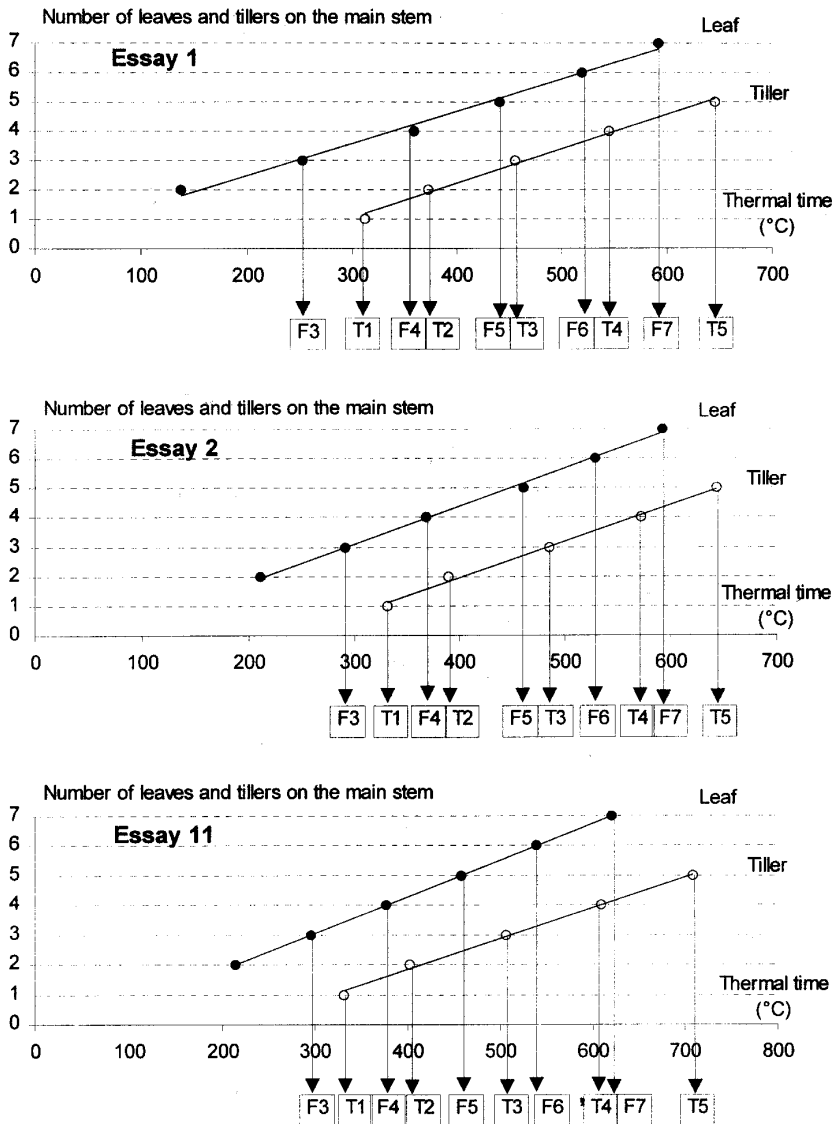 Number of leaves and tillers on the main stem
Leaf
7
Essay 1
6
Tiller
5
4
3
2
Thermal time
1
(°C)
0
0 100 200 300 400 500 600 700
F3 T1 F4 T2 F5 T3 F6 T4 F7 T5
Number of leaves and tillers on the main stem
Leaf
7
Essay 2
6
Tiller
5
4
3
2
Thermal time
1
(°C)
0
0 100 200 300 400 500 600 700
F3 T1 F4 T2 F5 T3 F6 T4 F7 T5
Number of leaves and tillers on the main stem
Leaf
7
Essay 11
6
Tiller
5
4
3
2
Thermal time
1
(°C)
0
0 100 200 300 400 500 600 700 800
F3 T1 F4 T2 F5 T3 F6 T4 F7 T5